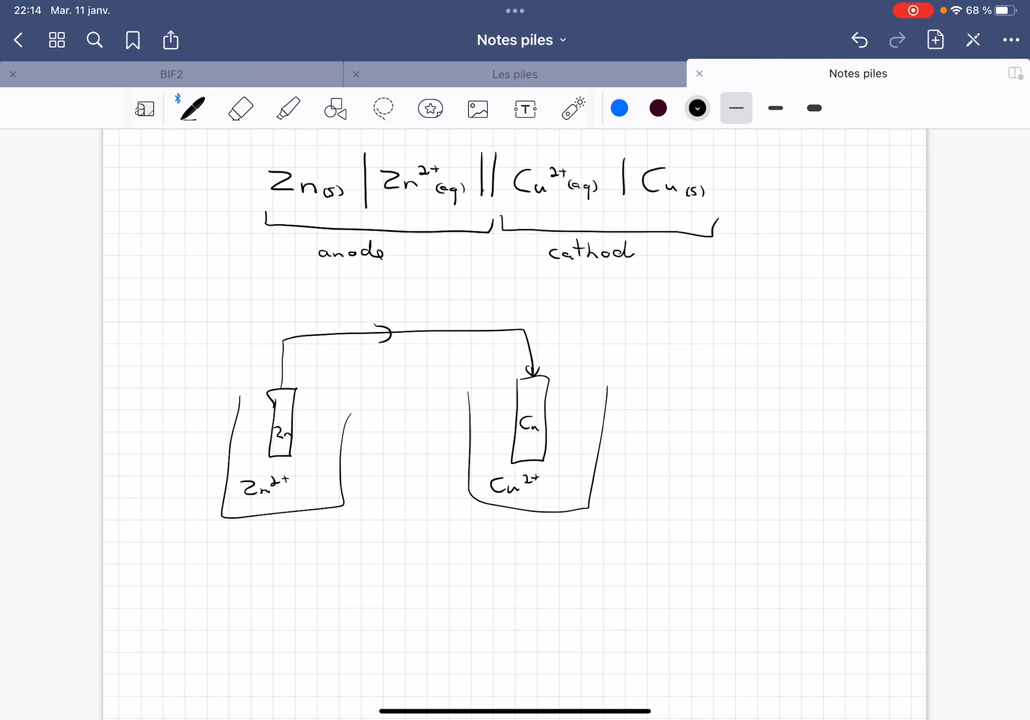 22:14 Mar. 11 janv. 68 %
Notes piles
BIF2 Les piles Notes piles
T
Zn(s) | Zn²⁺(aq) || Cu²⁺(aq) | Cu(s)
anode cathod
Zn Cu
Zn²⁺ Cu²⁺